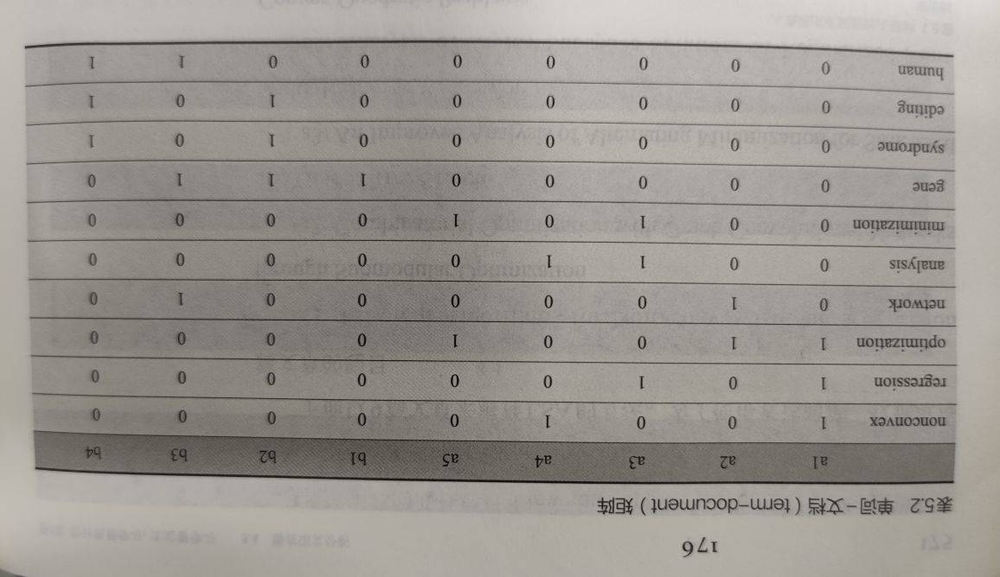 176
表5.2 单词-文档（term-document）矩阵
a1 a2 a3 a4 a5 b1 b2 b3 b4
nonconvex 1 0 0 1 0 0 0 0 0
regression 1 0 1 0 0 0 0 0 0
optimization 1 1 0 0 1 0 0 0 0
network 0 1 0 0 0 0 0 1 0
analysis 0 0 1 1 0 0 0 0 0
minimization 0 0 1 0 1 0 0 0 0
gene 0 0 0 0 0 1 1 1 0
syndrome 0 0 0 0 0 0 1 0 1
editing 0 0 0 0 0 0 1 0 1
human 0 0 0 0 0 0 0 1 1